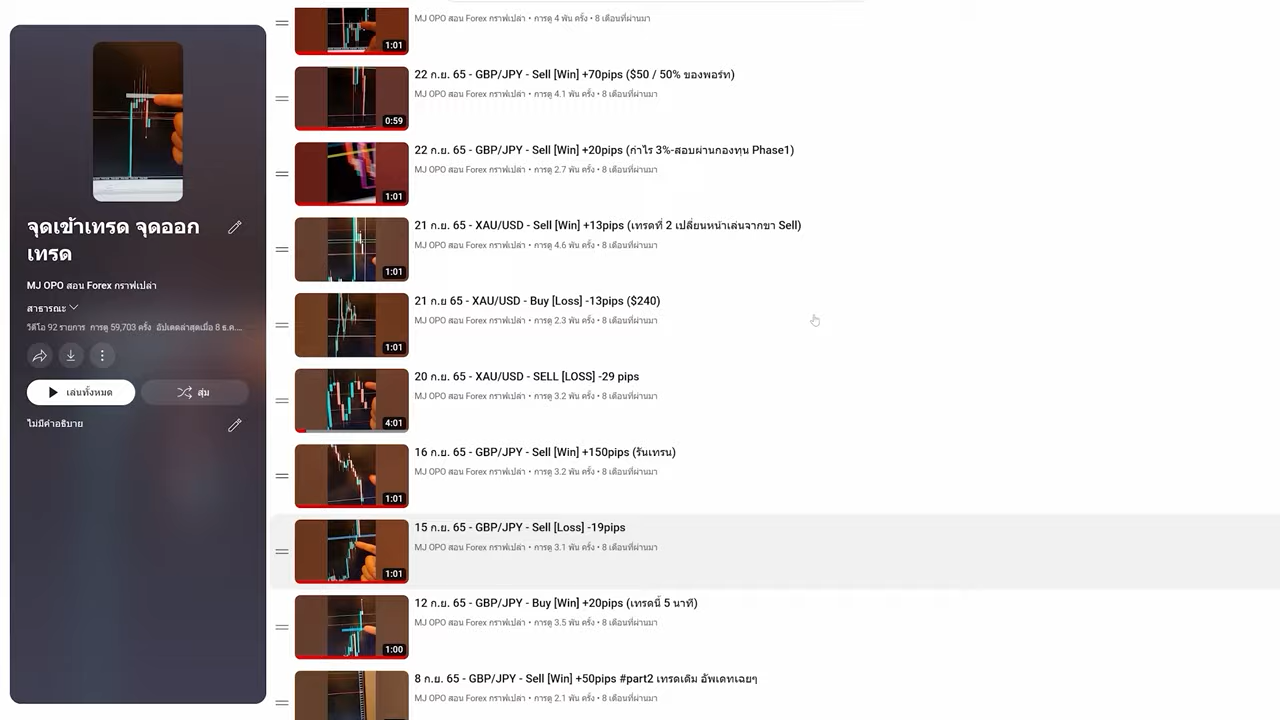 จุดเข้าเทรด จุดออก
เทรด
MJ OPO สอน Forex กราฟเปล่า
สาธารณะ
วิดีโอ 92 รายการ การดู 59,703 ครั้ง อัปเดตล่าสุดเมื่อ 8 ธ.ค....
เล่นทั้งหมด
สุ่ม
ไม่มีคำอธิบาย
MJ OPO สอน Forex กราฟเปล่า • การดู 4 พัน ครั้ง • 8 เดือนที่ผ่านมา
1:01
22 ก.ย. 65 - GBP/JPY - Sell [Win] +70pips ($50 / 50% ของพอร์ท)
MJ OPO สอน Forex กราฟเปล่า • การดู 4.1 พัน ครั้ง • 8 เดือนที่ผ่านมา
0:59
22 ก.ย. 65 - GBP/JPY - Sell [Win] +20pips (กำไร 3%-สอบผ่านกองทุน Phase1)
MJ OPO สอน Forex กราฟเปล่า • การดู 2.7 พัน ครั้ง • 8 เดือนที่ผ่านมา
1:01
21 ก.ย. 65 - XAU/USD - Sell [Win] +13pips (เทรดที่ 2 เปลี่ยนหน้าเล่นจากขา Sell)
MJ OPO สอน Forex กราฟเปล่า • การดู 4.6 พัน ครั้ง • 8 เดือนที่ผ่านมา
1:01
21 ก.ย 65 - XAU/USD - Buy [Loss] -13pips ($240)
MJ OPO สอน Forex กราฟเปล่า • การดู 2.3 พัน ครั้ง • 8 เดือนที่ผ่านมา
1:01
20 ก.ย. 65 - XAU/USD - SELL [LOSS] -29 pips
MJ OPO สอน Forex กราฟเปล่า • การดู 3.2 พัน ครั้ง • 8 เดือนที่ผ่านมา
4:01
16 ก.ย. 65 - GBP/JPY - Sell [Win] +150pips (รันเทรน)
MJ OPO สอน Forex กราฟเปล่า • การดู 3.2 พัน ครั้ง • 8 เดือนที่ผ่านมา
1:01
15 ก.ย. 65 - GBP/JPY - Sell [Loss] -19pips
MJ OPO สอน Forex กราฟเปล่า • การดู 3.1 พัน ครั้ง • 8 เดือนที่ผ่านมา
1:01
12 ก.ย. 65 - GBP/JPY - Buy [Win] +20pips (เทรดนี้ 5 นาที)
MJ OPO สอน Forex กราฟเปล่า • การดู 3.5 พัน ครั้ง • 8 เดือนที่ผ่านมา
1:00
8 ก.ย. 65 - GBP/JPY - Sell [Win] +50pips #part2 เทรดเดิม อัพเดทเฉยๆ
MJ OPO สอน Forex กราฟเปล่า • การดู 2.1 พัน ครั้ง • 8 เดือนที่ผ่านมา